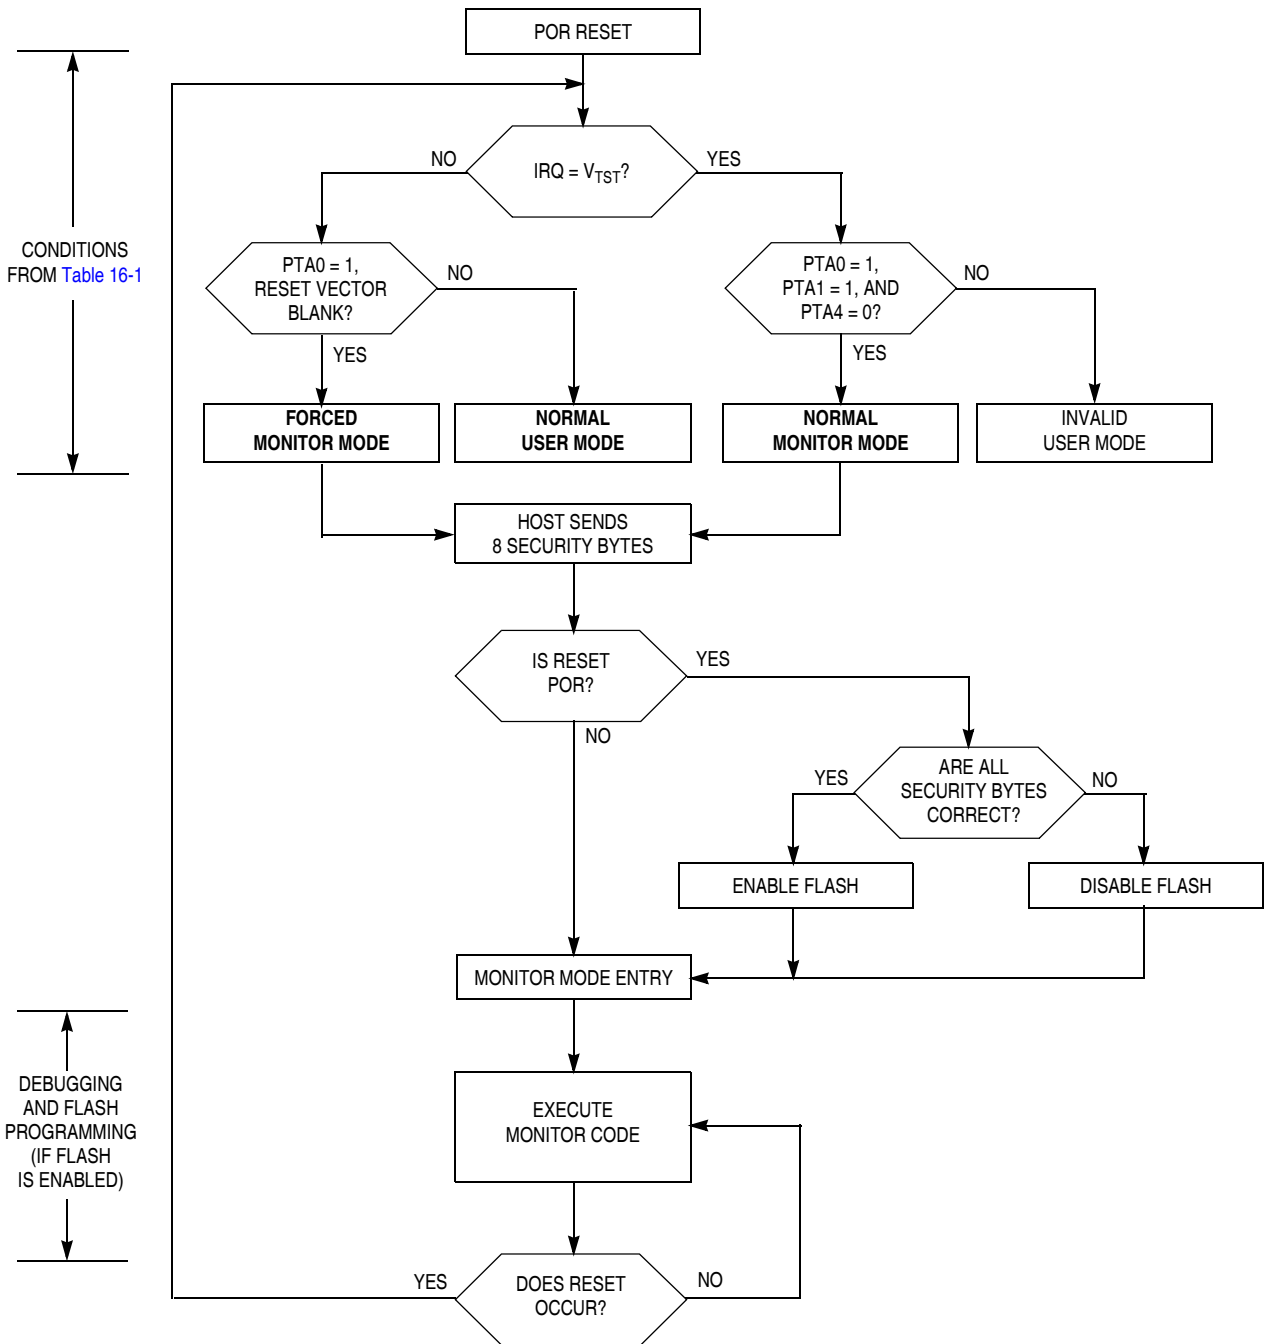 POR RESET
NO
IRQ = VTST?
YES
CONDITIONS
FROM Table 16-1
PTA0 = 1,
RESET VECTOR
BLANK?
NO
YES
PTA0 = 1,
PTA1 = 1, AND
PTA4 = 0?
NO
YES
FORCED
MONITOR MODE
NORMAL
USER MODE
NORMAL
MONITOR MODE
INVALID
USER MODE
HOST SENDS
8 SECURITY BYTES
IS RESET
POR?
YES
NO
YES
ARE ALL
SECURITY BYTES
CORRECT?
NO
ENABLE FLASH
DISABLE FLASH
MONITOR MODE ENTRY
DEBUGGING
AND FLASH
PROGRAMMING
(IF FLASH
IS ENABLED)
EXECUTE
MONITOR CODE
YES
DOES RESET
OCCUR?
NO